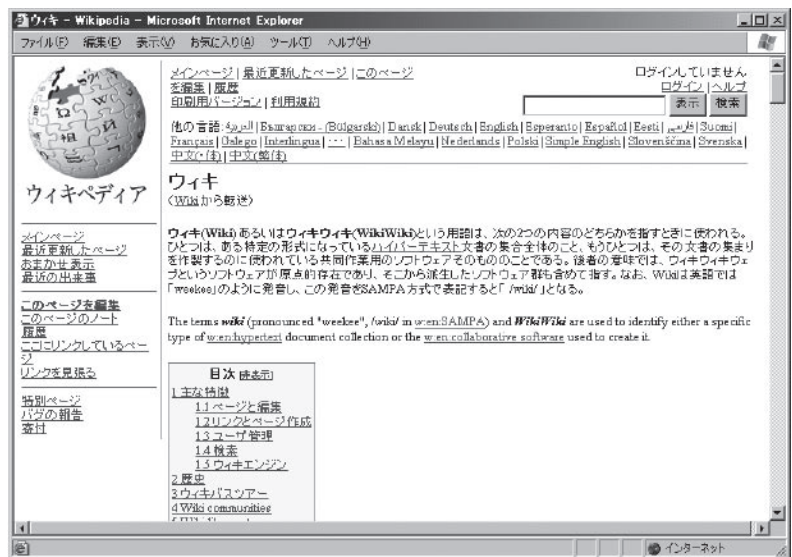 ウィキ - Wikipedia - Microsoft Internet Explorer
ファイル(F) 編集(E) 表示(V) お気に入り(A) ツール(T) ヘルプ(H)
ウィキペディア
メインページ
最近更新したページ
おまかせ表示
最近の出来事
このページを編集
このページのノート
履歴
ここにリンクしているペー
ジ
リンクを見張る
特別ページ
バグの報告
寄付
メインページ | 最近更新したページ | このページ
を編集 | 履歴
印刷用バージョン | 利用規約
ログインしていません
ログイン | ヘルプ
表示 検索
他の言語: العربية | Български - (Bùlgarski) | Dansk | Deutsch | English | Esperanto | Español | Eesti | فارسی | Suomi |
Français | Galego | Interlingua | ··· | Bahasa Melayu | Nederlands | Polski | Simple English | Slovenščina | Svenska |
中文(·体) | 中文(繁体)
ウィキ
(Wikiから転送)
ウィキ(Wiki)あるいはウィキウィキ(WikiWiki)という用語は、次の2つの内容のどちらかを指すときに使われる。
ひとつは、ある特定の形式になっているハイパーテキスト文書の集合全体のこと、もうひとつは、その文書の集まり
を作製するのに使われている共同作業用のソフトウェアそのもののことである。後者の意味では、ウィキウィキウェ
ブというソフトウェアが原点的存在であり、そこから派生したソフトウェア群も含めて指す。なお、Wikiは英語では
「weekee」のように発音し、この発音をSAMPA方式で表記すると「 /wiki/ 」となる。
The terms wiki (pronounced "weekee", /wiki/ in w:en:SAMPA) and WikiWiki are used to identify either a specific
type of w:en:hypertext document collection or the w:en:collaborative software used to create it.
目次 [非表示]
1 主な特徴
1.1 ページと編集
1.2 リンクとページ作成
1.3 ユーザ管理
1.4 検索
1.5 ウィキエンジン
2 歴史
3 ウィキバスツアー
4 Wiki communities
インターネット